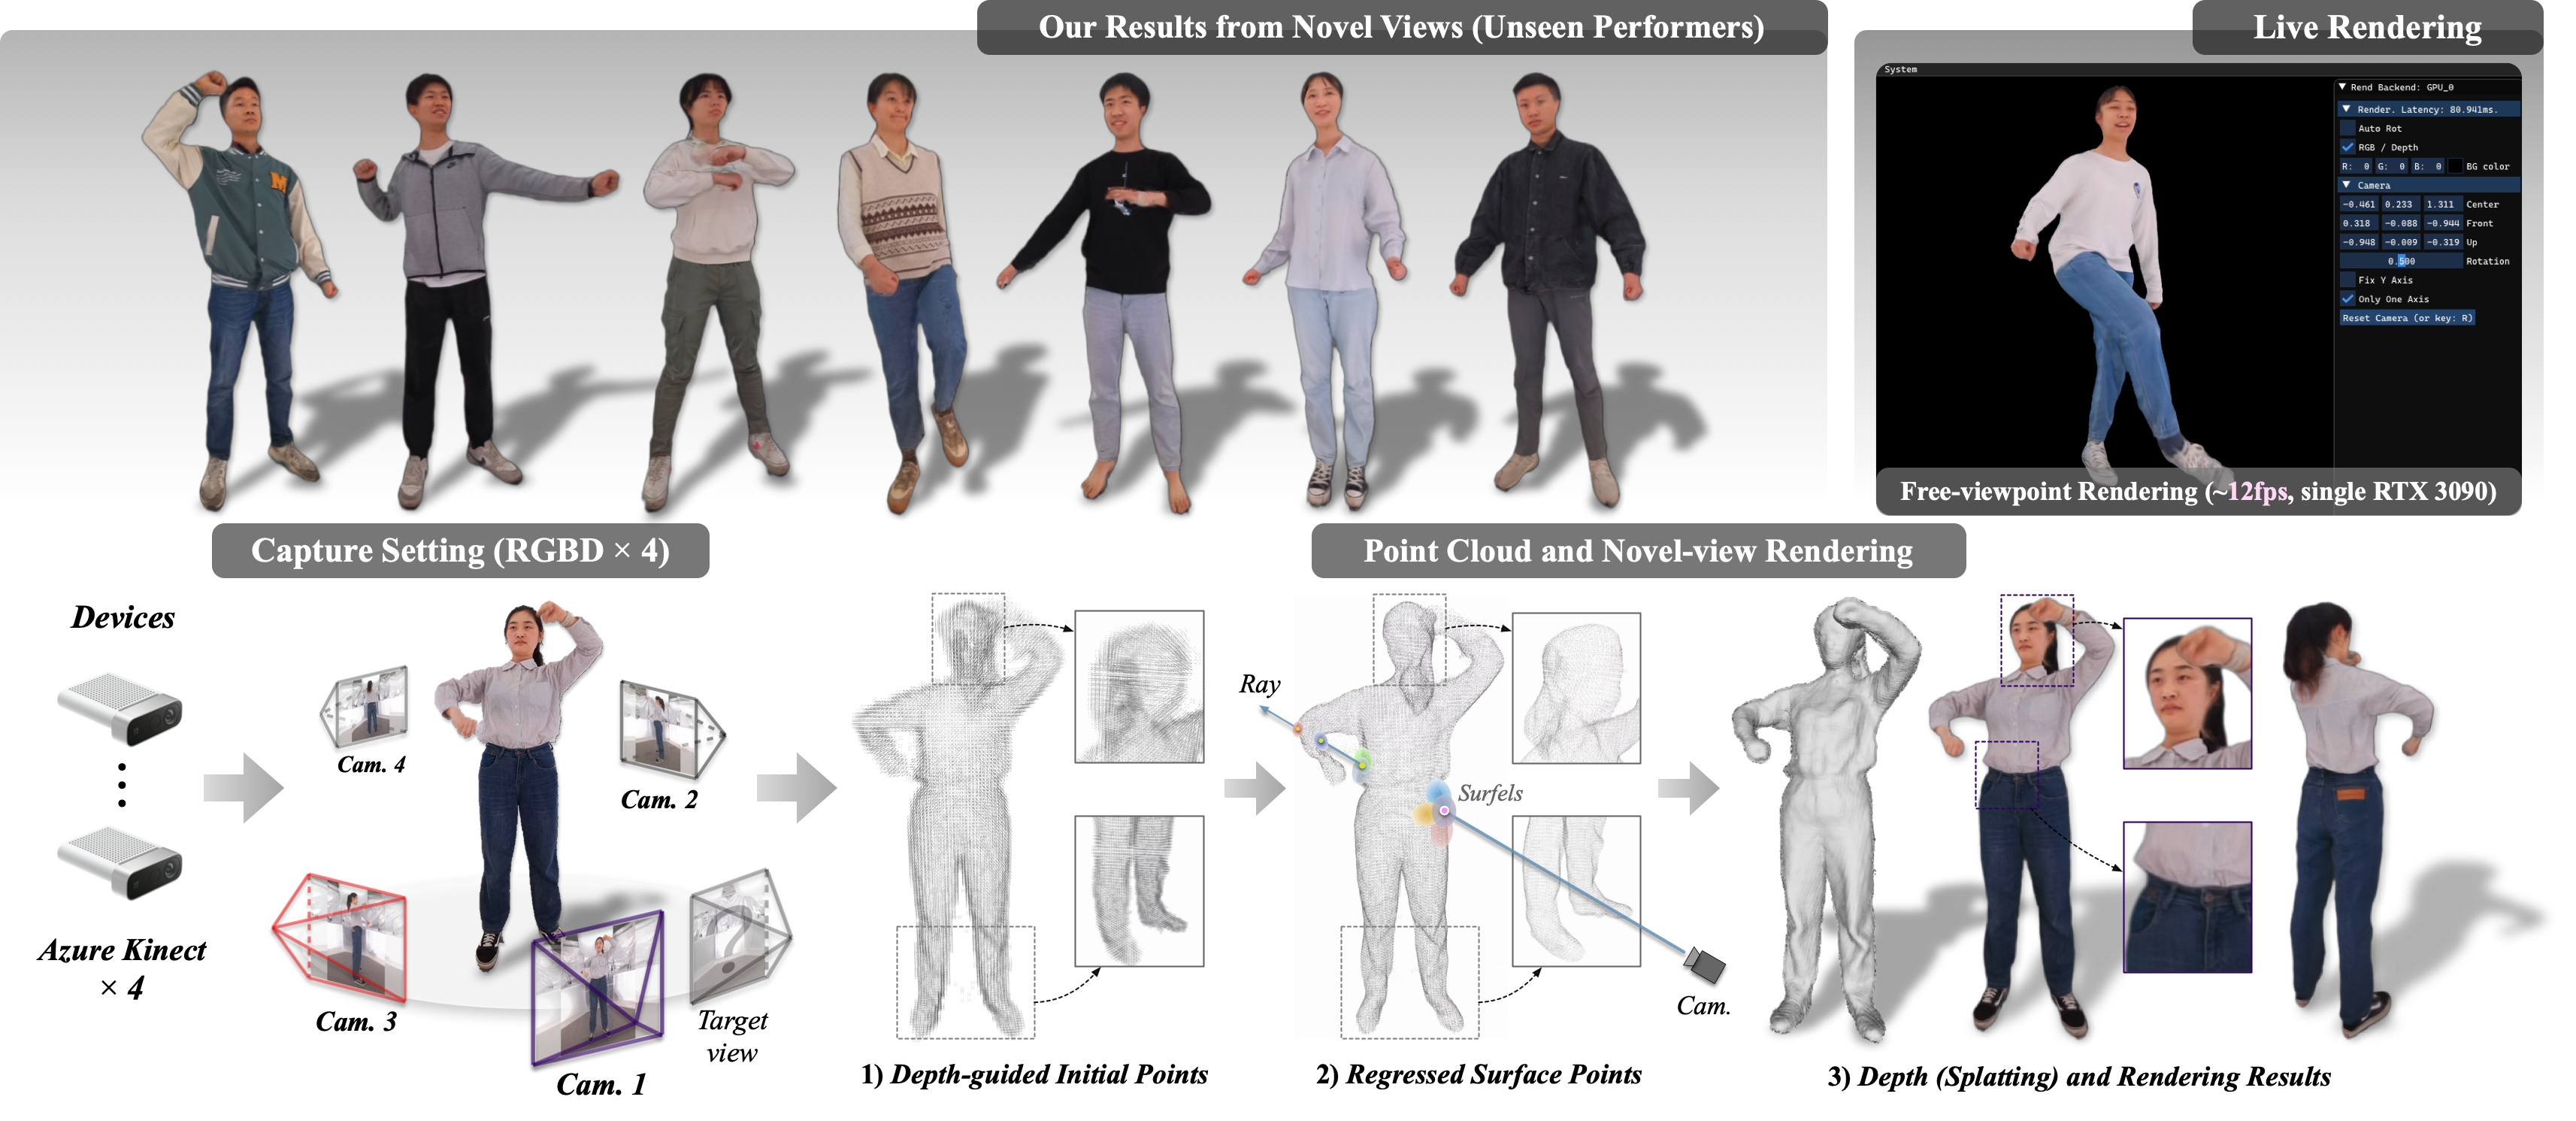 Our Results from Novel Views (Unseen Performers)
Live Rendering
System
Rend Backend: GPU_0
Render. Latency: 80.941ms.
Auto Rot
RGB / Depth
R: 0 G: 0 B: 0 BG color
Camera
-0.461 0.233 1.311 Center
0.318 -0.088 -0.944 Front
-0.948 -0.009 -0.319 Up
0.500 Rotation
Fix Y Axis
Only One Axis
Reset Camera (or key: R)
M
Free-viewpoint Rendering (~12fps, single RTX 3090)
Capture Setting (RGBD × 4)
Point Cloud and Novel-view Rendering
Devices
Azure Kinect
× 4
Cam. 4
Cam. 2
Cam. 3
Cam. 1
?
Target
view
Ray
Surfels
Cam.
1) Depth-guided Initial Points
2) Regressed Surface Points
3) Depth (Splatting) and Rendering Results